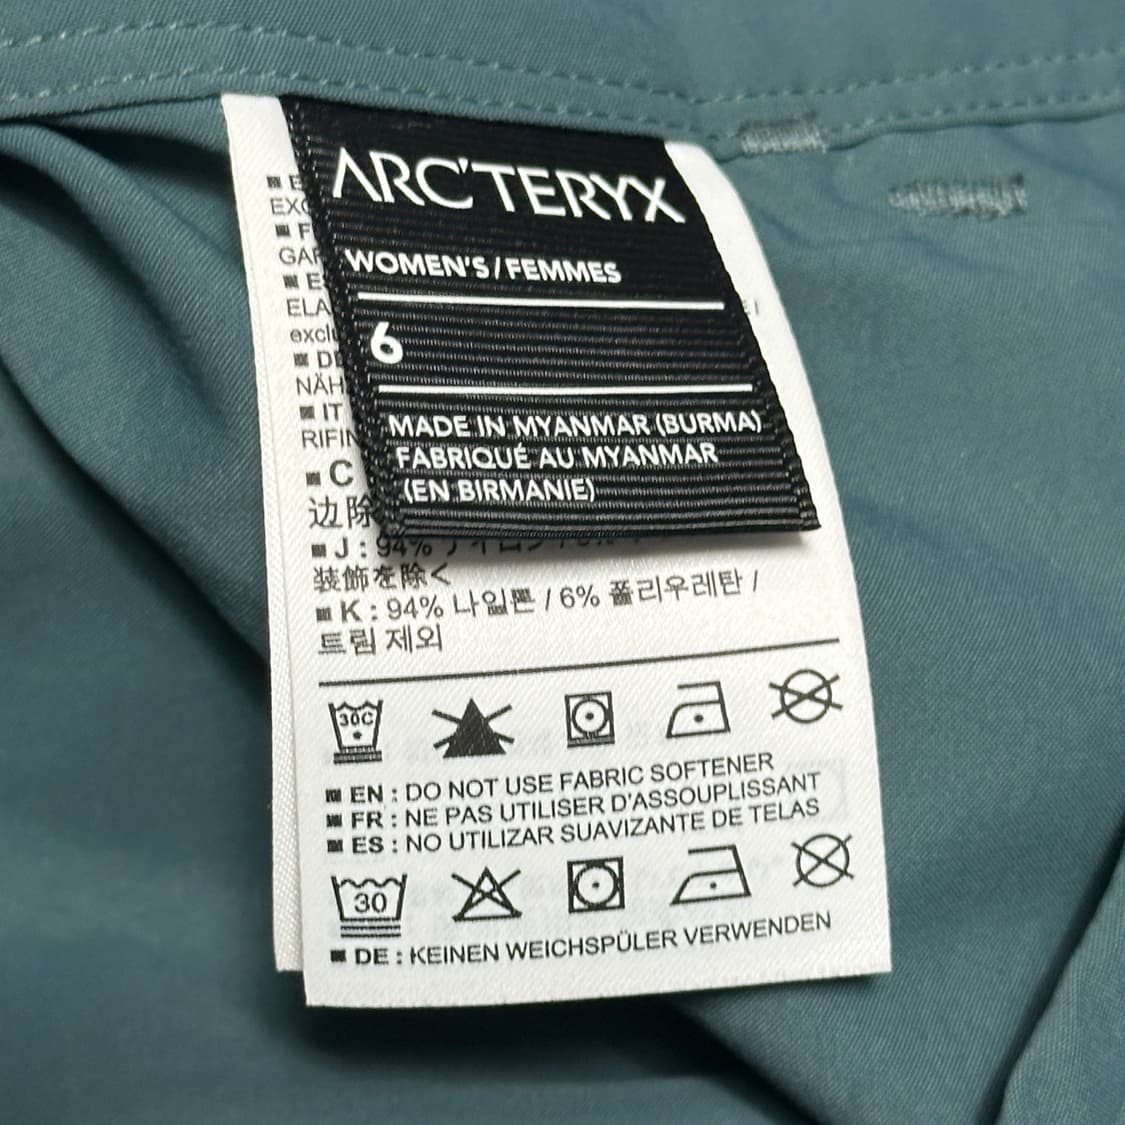 ARC'TERYX
WOMEN'S/FEMMES
6
MADE IN MYANMAR (BURMA)
FABRIQUÉ AU MYANMAR
(EN BIRMANIE)
ELA
exclu
DE
NÄH
IT
RIFIN
C
边除
J : 94%
装飾を除く
K : 94% 나일론 / 6% 폴리우레탄 /
트림 제외
30C
EN : DO NOT USE FABRIC SOFTENER
FR : NE PAS UTILISER D'ASSOUPLISSANT
ES : NO UTILIZAR SUAVIZANTE DE TELAS
30
DE : KEINEN WEICHSPÜLER VERWENDEN